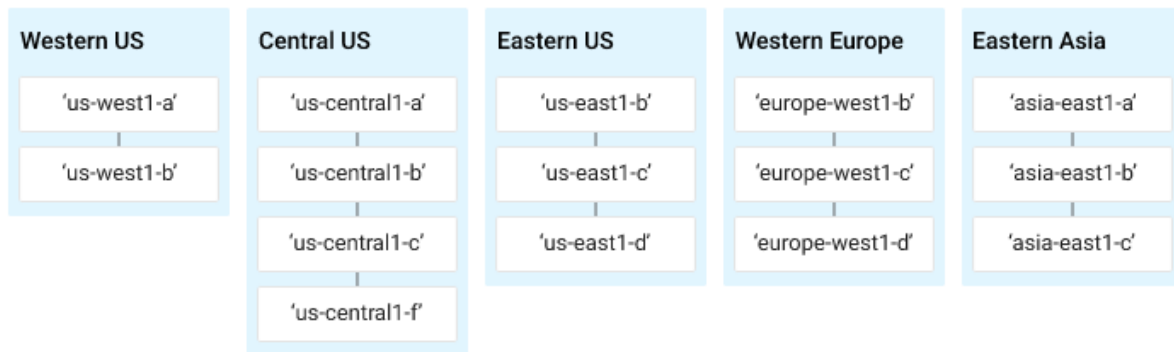 Western US
‘us-west1-a’
‘us-west1-b’
Central US
‘us-central1-a’
‘us-central1-b’
‘us-central1-c’
‘us-central1-f’
Eastern US
‘us-east1-b’
‘us-east1-c’
‘us-east1-d’
Western Europe
‘europe-west1-b’
‘europe-west1-c’
‘europe-west1-d’
Eastern Asia
‘asia-east1-a’
‘asia-east1-b’
‘asia-east1-c’